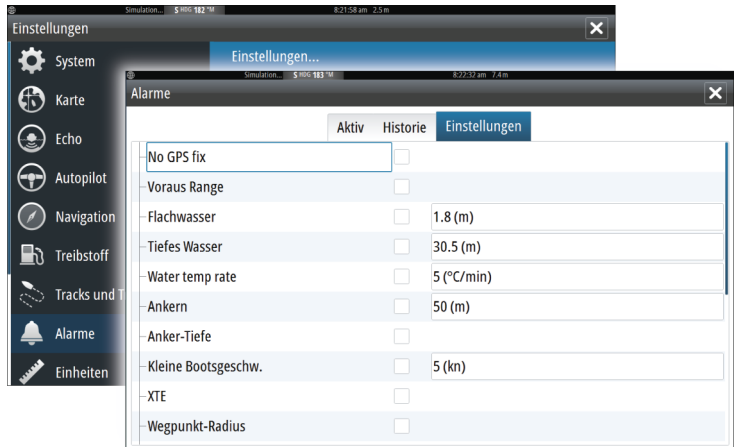 Simulation... S HDG 182 °M 8:21:58 am 2.5 m
Einstellungen
System
Einstellungen...
Karte
Echo
Autopilot
Navigation
Treibstoff
Tracks und T
Alarme
Einheiten
Simulation... S HDG 183 °M 8:22:32 am 7.4 m
Alarme
Aktiv Historie Einstellungen
No GPS fix
Voraus Range
Flachwasser 1.8 (m)
Tiefes Wasser 30.5 (m)
Water temp rate 5 (°C/min)
Ankern 50 (m)
Anker-Tiefe
Kleine Bootsgeschw. 5 (kn)
XTE
Wegpunkt-Radius